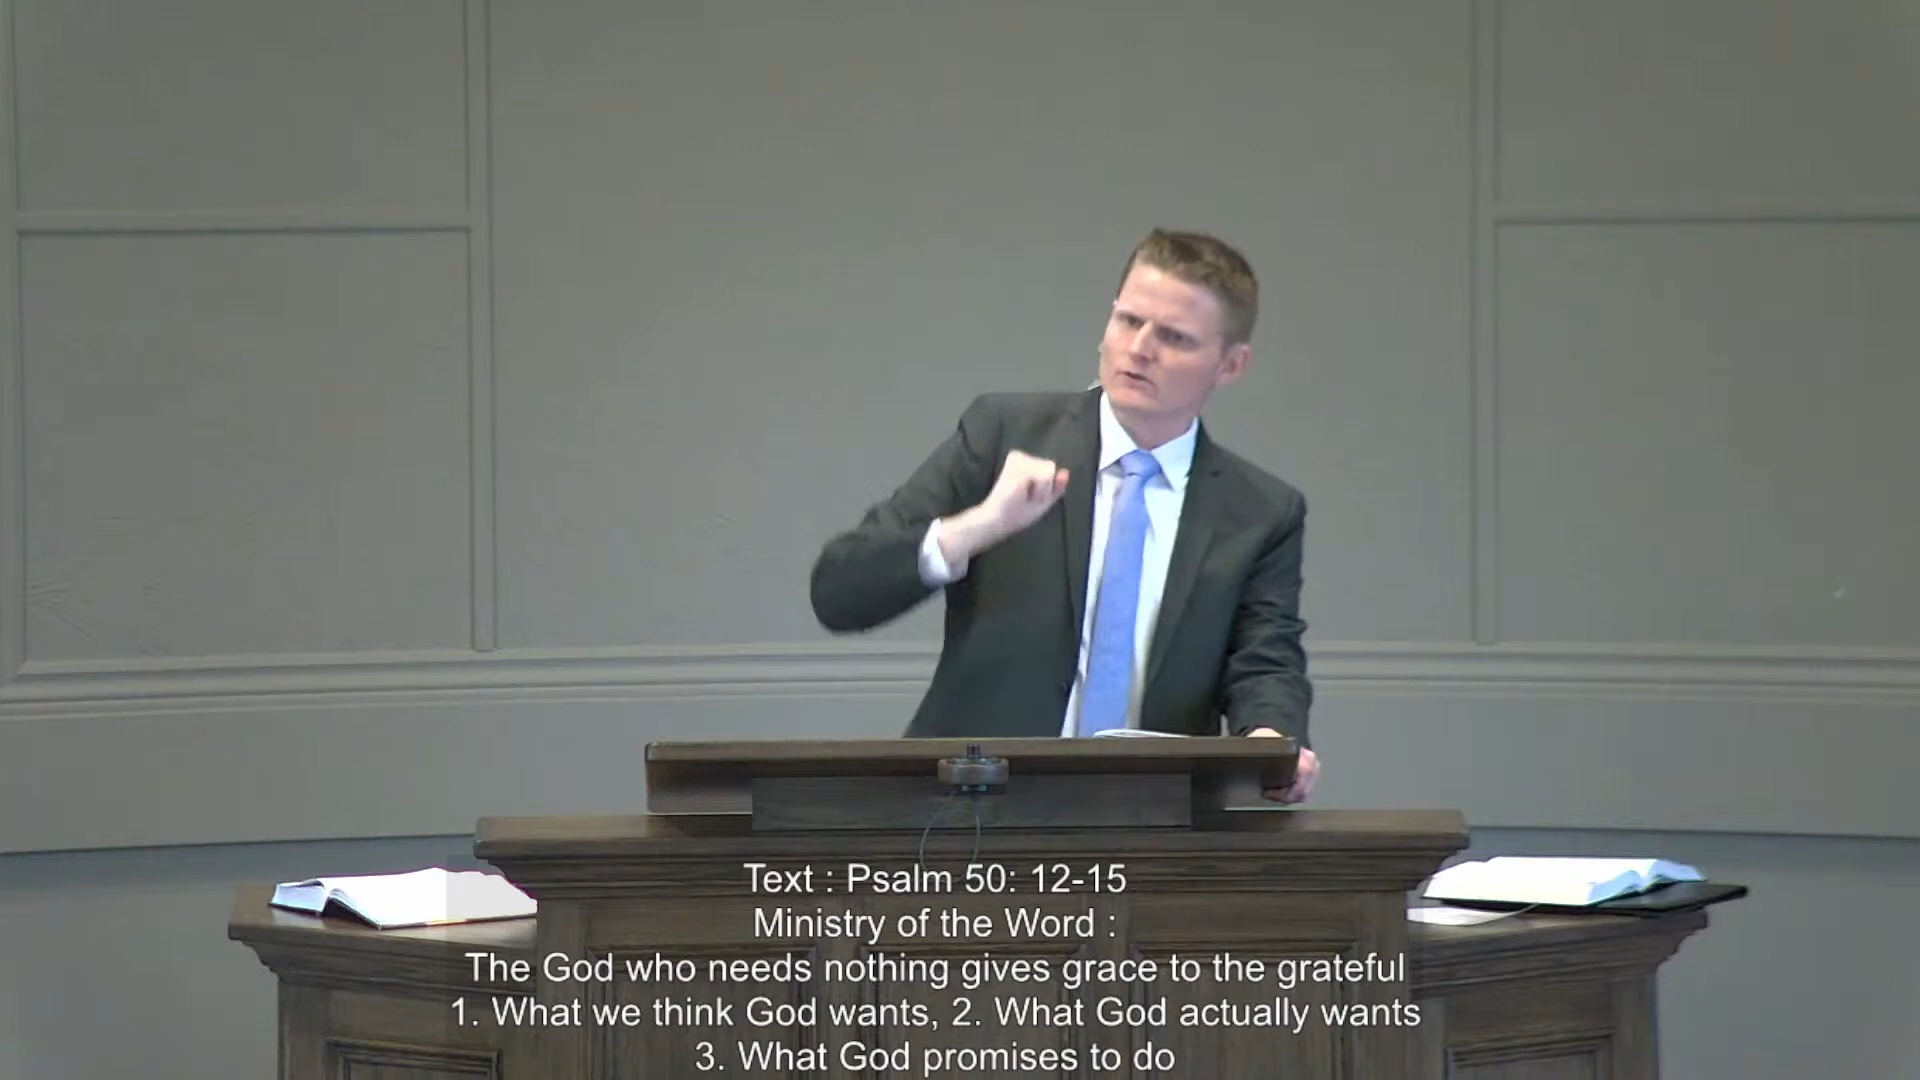 Text : Psalm 50: 12-15
Ministry of the Word :
The God who needs nothing gives grace to the grateful
1. What we think God wants, 2. What God actually wants
3. What God promises to do